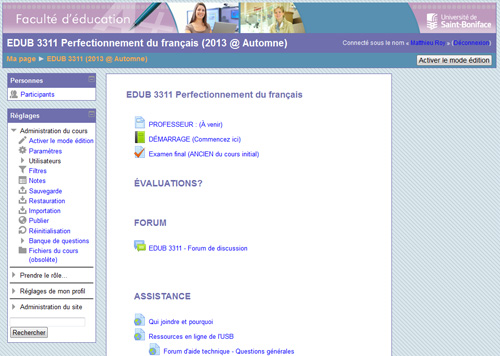 Faculté d'éducation
Université de
Saint-Boniface
EDUB 3311 Perfectionnement du français (2013 @ Automne)
Connecté sous le nom « Matthieu Roy » (Déconnexion)
Ma page ► EDUB 3311 (2013 @ Automne)
Activer le mode édition
Personnes
Participants
Réglages
Administration du cours
Activer le mode édition
Paramètres
Utilisateurs
Filtres
Notes
Sauvegarde
Restauration
Importation
Publier
Réinitialisation
Banque de questions
Fichiers du cours
(obsolète)
Prendre le rôle...
Réglages de mon profil
Administration du site
Rechercher
EDUB 3311 Perfectionnement du français
PROFESSEUR : (À venir)
DÉMARRAGE (Commencez ici)
Examen final (ANCIEN du cours initial)
ÉVALUATIONS?
FORUM
EDUB 3311 - Forum de discussion
ASSISTANCE
Qui joindre et pourquoi
Ressources en ligne de l'USB
Forum d'aide technique - Questions générales